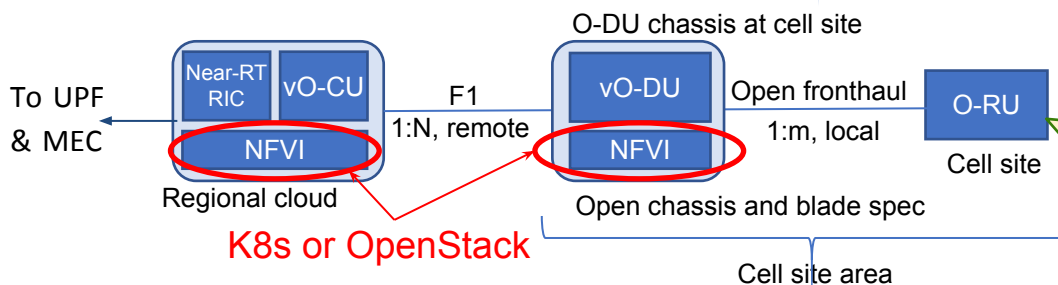 O-DU chassis at cell site
To UPF
& MEC
Near-RT
RIC
vO-CU
NFVI
Regional cloud
F1
1:N, remote
vO-DU
NFVI
Open chassis and blade spec
Open fronthaul
1:m, local
O-RU
Cell site
K8s or OpenStack
Cell site area